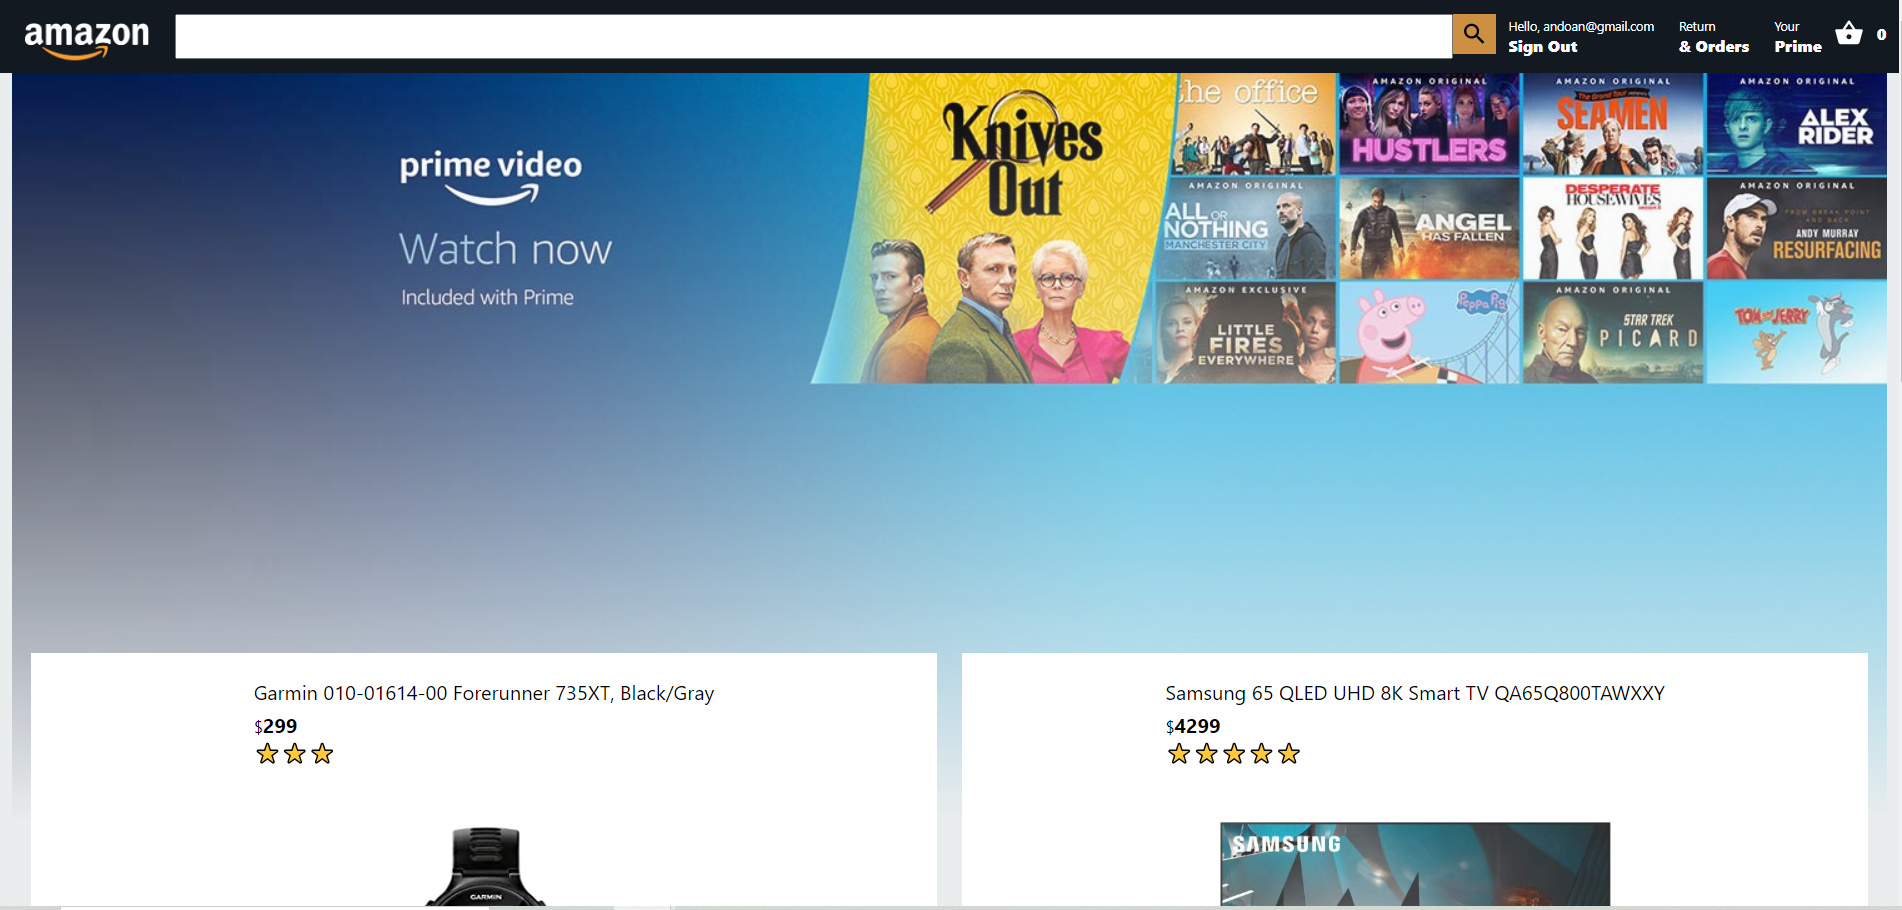 amazon
Hello, andoan@gmail.com
Sign Out
Return
& Orders
Your
Prime
0
prime video
Watch now
Included with Prime
Knives
Out
the office
AMAZON ORIGINAL
HUSTLERS
AMAZON ORIGINAL
The Grand Tour
SEAMEN
AMAZON ORIGINAL
ALEX
RIDER
AMAZON ORIGINAL
ALL OR
NOTHING
MANCHESTER CITY
ANGEL
HAS FALLEN
DESPERATE
HOUSEWIVES
AMAZON ORIGINAL
FROM BREAK POINT
AND BACK
ANDY MURRAY
RESURFACING
AMAZON EXCLUSIVE
LITTLE
FIRES
EVERYWHERE
Peppa Pig
AMAZON ORIGINAL
STAR TREK
PICARD
TOM and JERRY
Garmin 010-01614-00 Forerunner 735XT, Black/Gray
$299
Samsung 65 QLED UHD 8K Smart TV QA65Q800TAWXXY
$4299
GARMIN
SAMSUNG